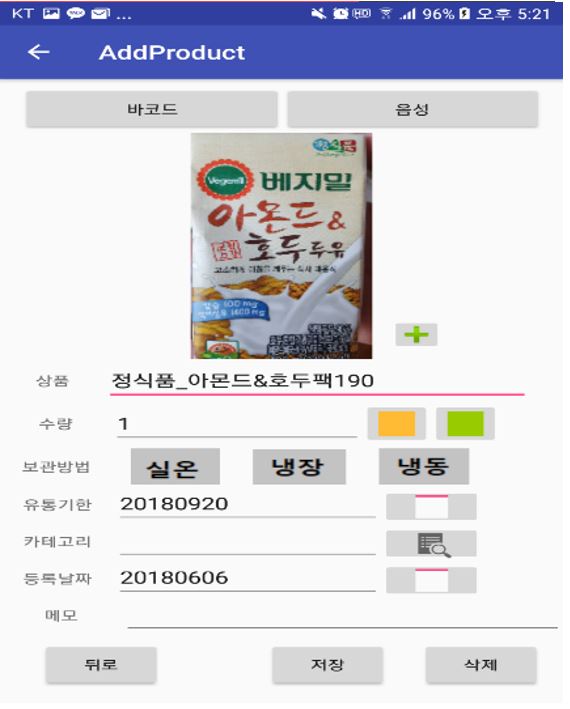 KT ... HD 96% 오후 5:21
AddProduct
바코드 음성
Vegemil 베지밀
아몬드&
호두 두유
상품 정식품_아몬드&호두팩190
수량 1
보관방법 실온 냉장 냉동
유통기한 20180920
카테고리
등록날짜 20180606
메모
뒤로 저장 삭제